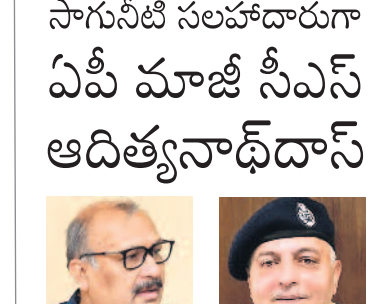 సాగునీటి సలహాదారుగా
ఏపీ మాజీ సీఎస్
ఆదిత్యనాథ్‌దాస్